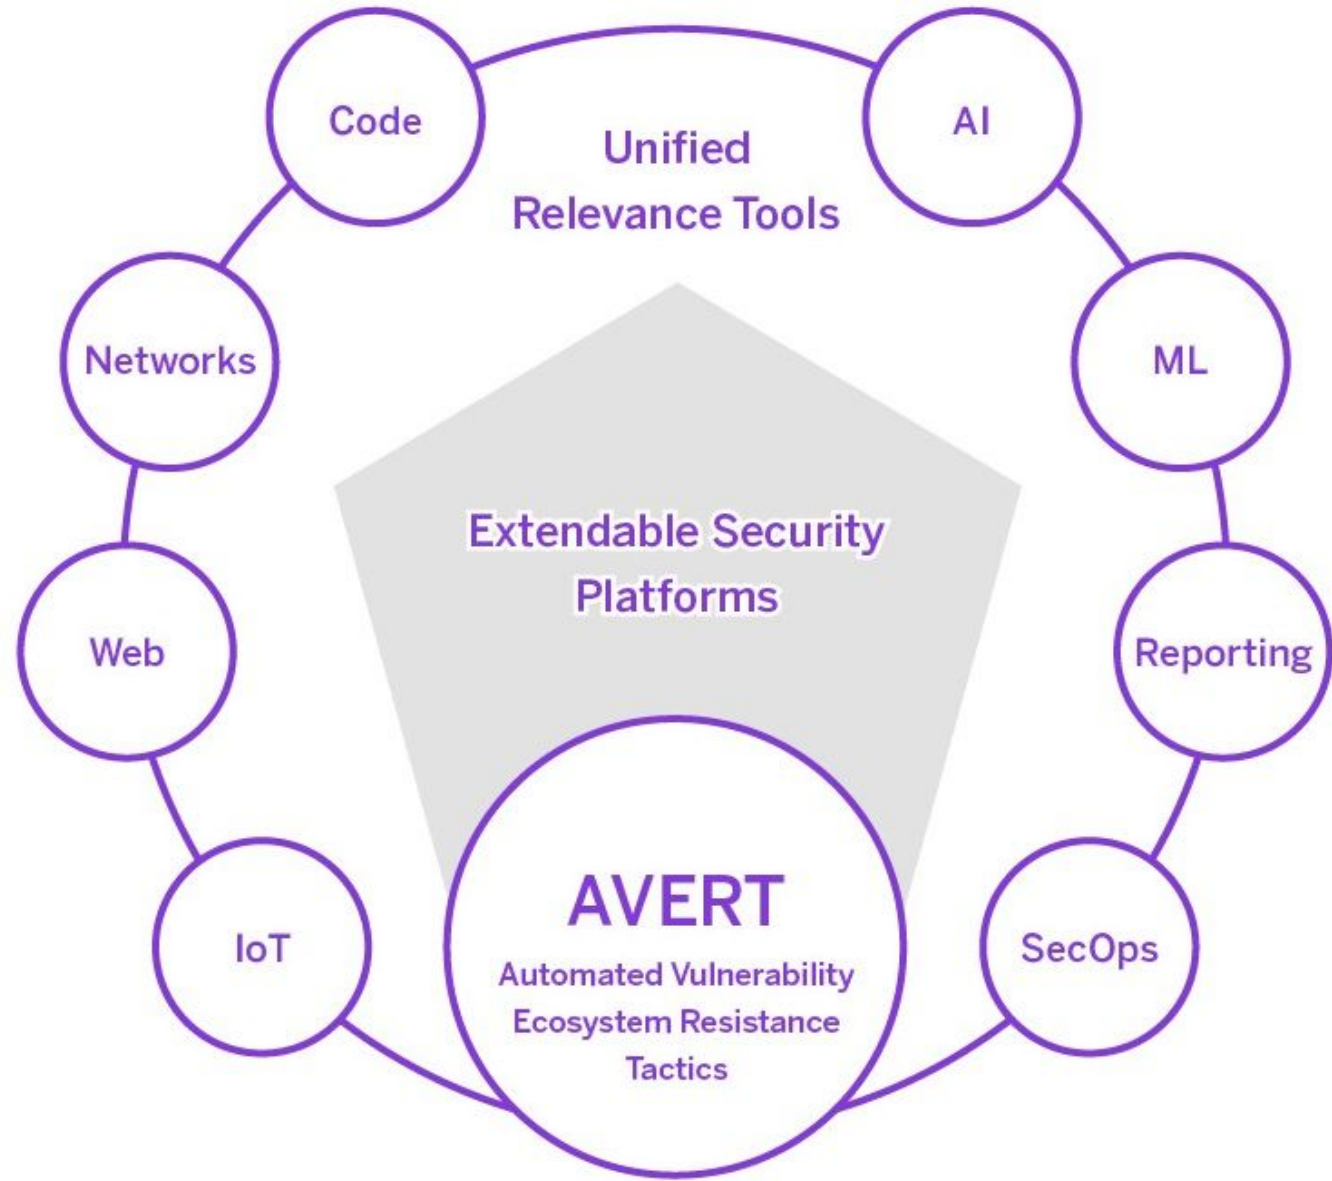 Code
AI
Unified
Relevance Tools
Networks
ML
Extendable Security
Platforms
Web
Reporting
AVERT
Automated Vulnerability
Ecosystem Resistance
Tactics
IoT
SecOps